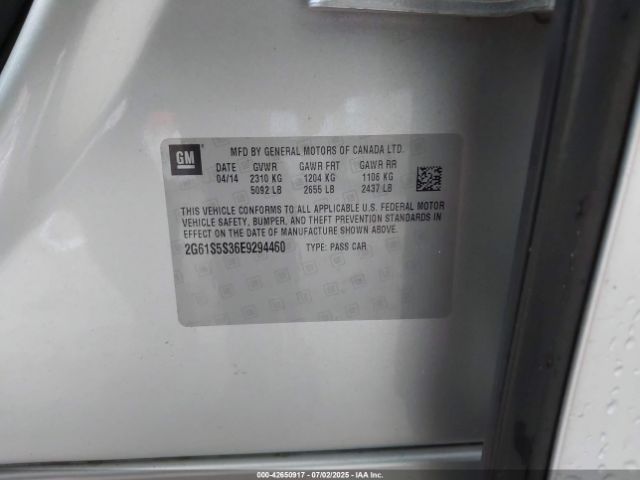 GM
MFD BY GENERAL MOTORS OF CANADA LTD.
DATE GVWR GAWR FRT GAWR RR
04/14 2310 KG 1204 KG 1106 KG
5092 LB 2655 LB 2437 LB
THIS VEHICLE CONFORMS TO ALL APPLICABLE U.S. FEDERAL MOTOR
VEHICLE SAFETY, BUMPER, AND THEFT PREVENTION STANDARDS IN
EFFECT ON THE DATE OF MANUFACTURE SHOWN ABOVE.
2G61S5S36E9294460 TYPE: PASS CAR
000-42650917 - 07/02/2025 - IAAI.COM